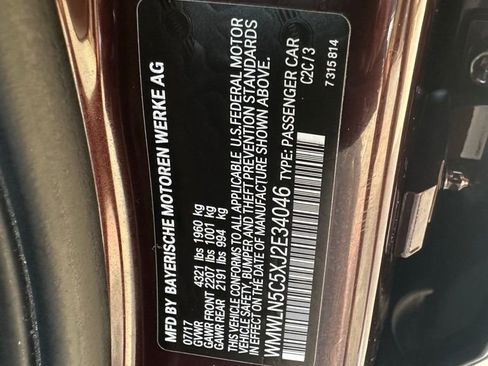 MFD BY BAYERISCHE MOTOREN WERKE AG
07/17
GVWR 4321 lbs 1960 kg
GAWR FRONT 2207 lbs 1001 kg
GAWR REAR 2191 lbs 994 kg
THIS VEHICLE CONFORMS TO ALL APPLICABLE U.S. FEDERAL MOTOR
VEHICLE SAFETY, BUMPER AND THEFT PREVENTION STANDARDS
IN EFFECT ON THE DATE OF MANUFACTURE SHOWN ABOVE.
WMWLN5C5XJ2E34046 TYPE: PASSENGER CAR
C2C / 3
7 315 814